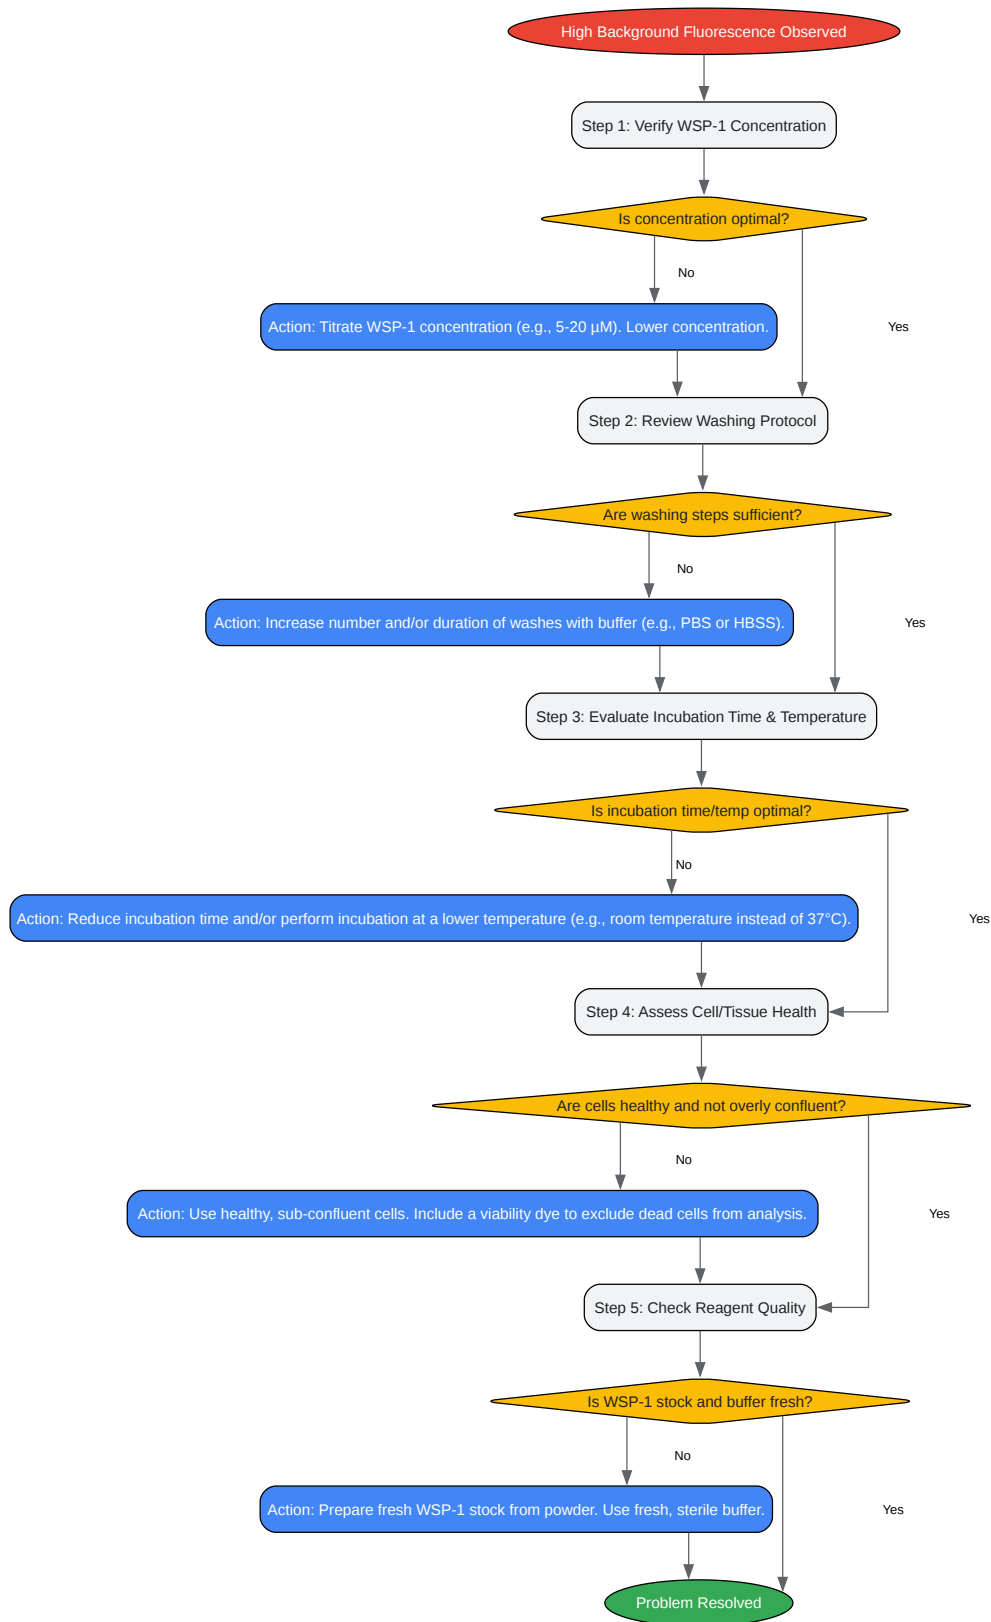 High Background Fluorescence Observed
Step 1: Verify WSP-1 Concentration
Is concentration optimal?
No
Action: Titrate WSP-1 concentration (e.g., 5-20 µM). Lower concentration.
Yes
Step 2: Review Washing Protocol
Are washing steps sufficient?
No
Action: Increase number and/or duration of washes with buffer (e.g., PBS or HBSS).
Yes
Step 3: Evaluate Incubation Time & Temperature
Is incubation time/temp optimal?
No
Action: Reduce incubation time and/or perform incubation at a lower temperature (e.g., room temperature instead of 37°C).
Yes
Step 4: Assess Cell/Tissue Health
Are cells healthy and not overly confluent?
No
Action: Use healthy, sub-confluent cells. Include a viability dye to exclude dead cells from analysis.
Yes
Step 5: Check Reagent Quality
Is WSP-1 stock and buffer fresh?
No
Action: Prepare fresh WSP-1 stock from powder. Use fresh, sterile buffer.
Yes
Problem Resolved